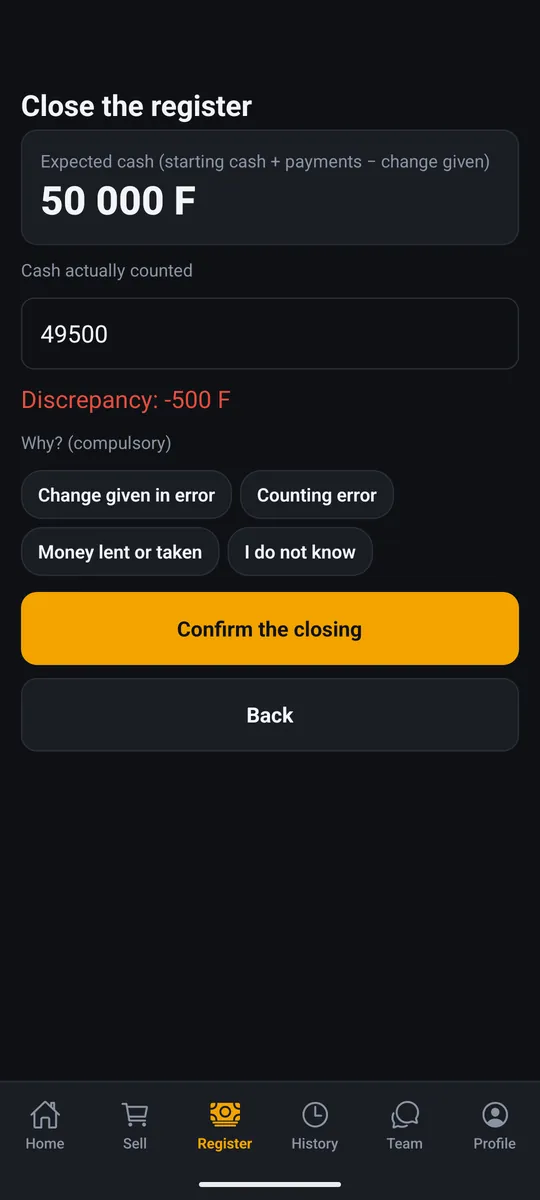 Close the register
Expected cash (starting cash + payments − change given)
50 000 F
Cash actually counted
49500
Discrepancy: -500 F
Why? (compulsory)
Change given in error
Counting error
Money lent or taken
I do not know
Confirm the closing
Back
Home
Sell
Register
History
Team
Profile